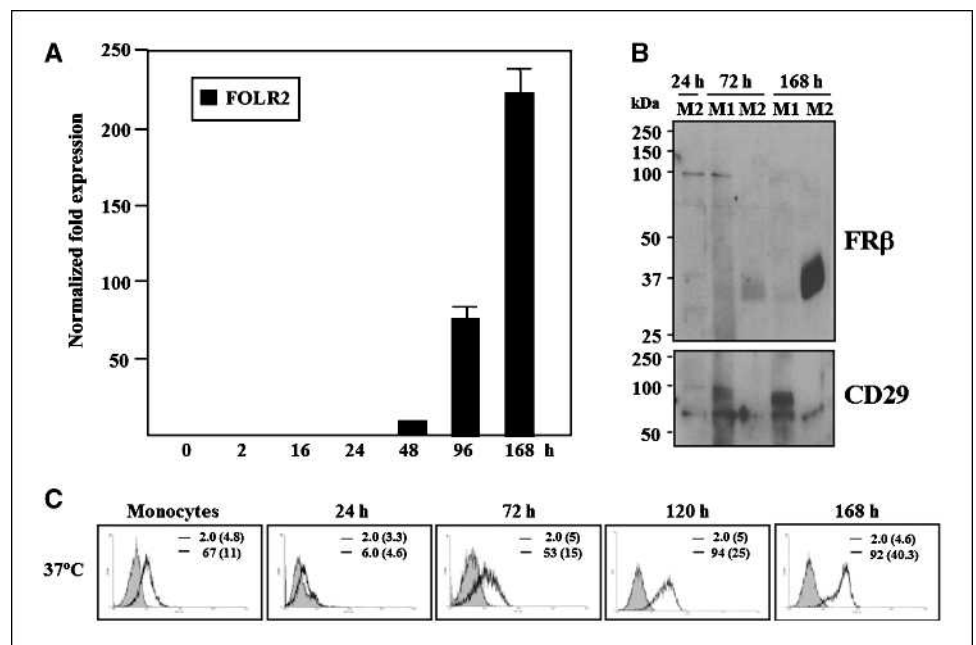 A
Normalized fold expression
250
200
150
100
50
FOLR2
0 2 16 24 48 96 168 h
B
24 h 72 h 168 h
kDa M2 M1 M2 M1 M2
250
150
100
50
37
25
FRβ
250
100
50
CD29
C
Monocytes 24 h 72 h 120 h 168 h
37°C
2.0 (4.8)
67 (11)
2.0 (3.3)
6.0 (4.6)
2.0 (5)
53 (15)
2.0 (5)
94 (25)
2.0 (4.6)
92 (40.3)